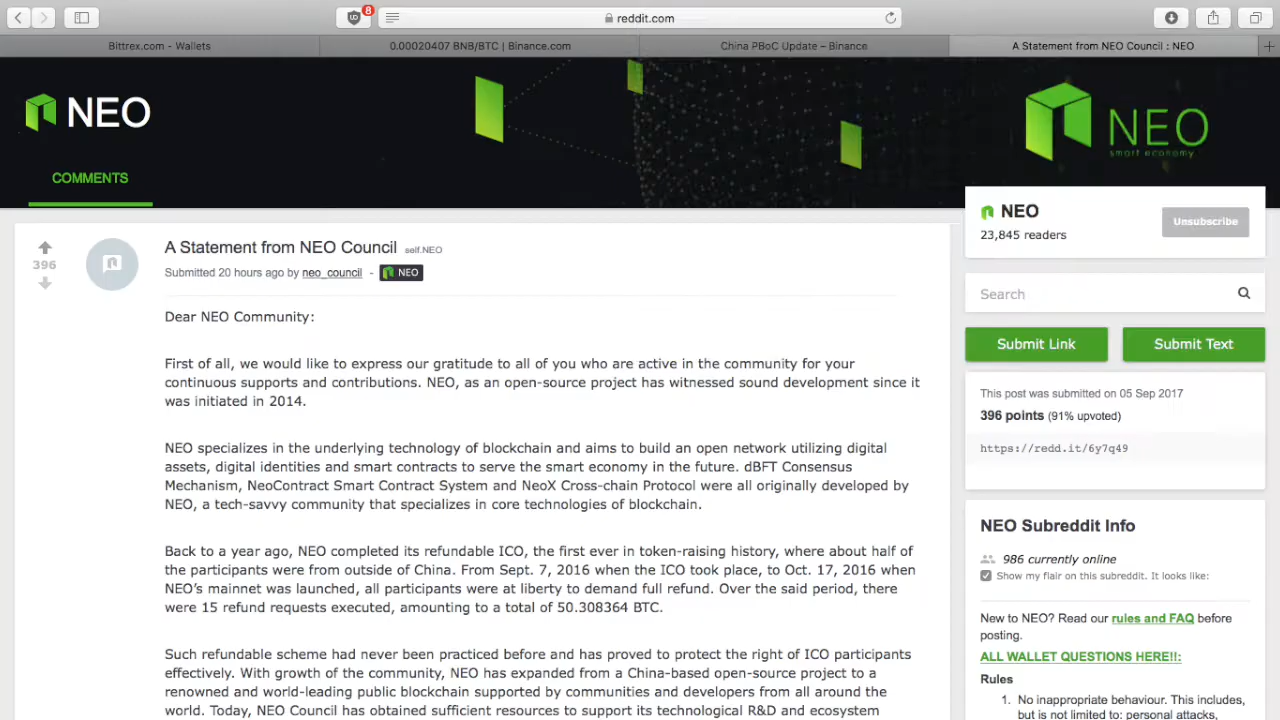 8
reddit.com
Bittrex.com - Wallets
0.00020407 BNB/BTC | Binance.com
China PBoC Update – Binance
A Statement from NEO Council : NEO
NEO
NEO
smart economy
COMMENTS
NEO
23,845 readers
Unsubscribe
396
A Statement from NEO Council self.NEO
Submitted 20 hours ago by neo_council - NEO
Dear NEO Community:
First of all, we would like to express our gratitude to all of you who are active in the community for your
continuous supports and contributions. NEO, as an open-source project has witnessed sound development since it
was initiated in 2014.
NEO specializes in the underlying technology of blockchain and aims to build an open network utilizing digital
assets, digital identities and smart contracts to serve the smart economy in the future. dBFT Consensus
Mechanism, NeoContract Smart Contract System and NeoX Cross-chain Protocol were all originally developed by
NEO, a tech-savvy community that specializes in core technologies of blockchain.
Back to a year ago, NEO completed its refundable ICO, the first ever in token-raising history, where about half of
the participants were from outside of China. From Sept. 7, 2016 when the ICO took place, to Oct. 17, 2016 when
NEO's mainnet was launched, all participants were at liberty to demand full refund. Over the said period, there
were 15 refund requests executed, amounting to a total of 50.308364 BTC.
Such refundable scheme had never been practiced before and has proved to protect the right of ICO participants
effectively. With growth of the community, NEO has expanded from a China-based open-source project to a
renowned and world-leading public blockchain supported by communities and developers from all around the
world. Today, NEO Council has obtained sufficient resources to support its technological R&D and ecosystem
Search
Submit Link
Submit Text
This post was submitted on 05 Sep 2017
396 points (91% upvoted)
https://redd.it/6y7q49
NEO Subreddit Info
986 currently online
Show my flair on this subreddit. It looks like:
New to NEO? Read our rules and FAQ before
posting.
ALL WALLET QUESTIONS HERE!!:
Rules
1. No inappropriate behaviour. This includes,
but is not limited to: personal attacks,